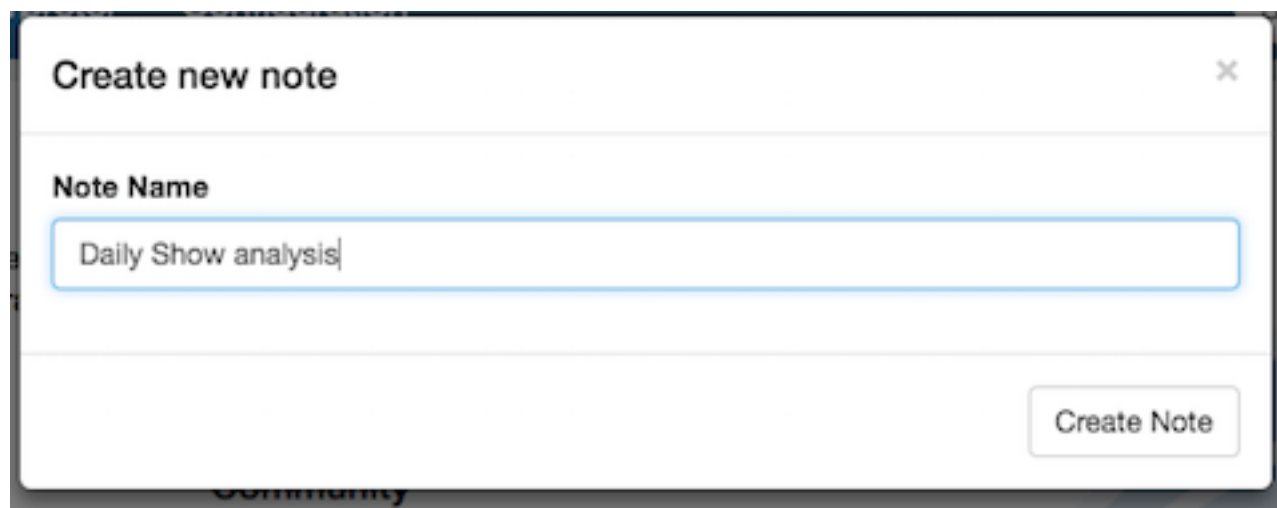 Create new note
×
Note Name
Daily Show analysis
Create Note
Community